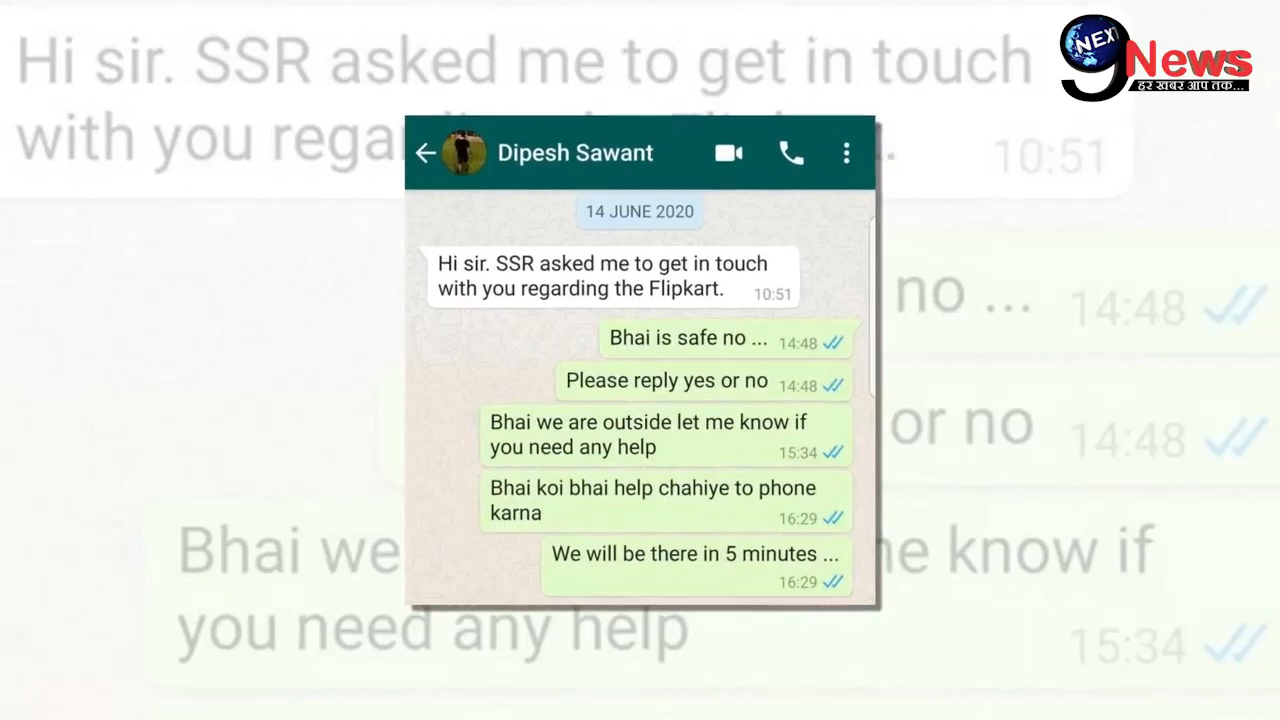 NEXT
9News
हर खबर आप तक...
Hi sir. SSR asked me to get in touch
with you rega
10:51
Dipesh Sawant
14 JUNE 2020
Hi sir. SSR asked me to get in touch
with you regarding the Flipkart. 10:51
Bhai is safe no ... 14:48
Please reply yes or no 14:48
Bhai we are outside let me know if
you need any help 15:34
Bhai koi bhai help chahiye to phone
karna 16:29
We will be there in 5 minutes ...
16:29
no ... 14:48
or no 14:48
Bhai we me know if
you need any help 15:34